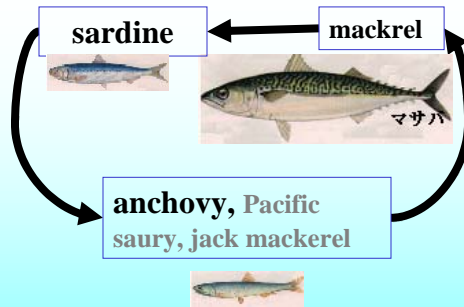 sardine
mackrel
マサバ
anchovy, Pacific
saury, jack mackerel